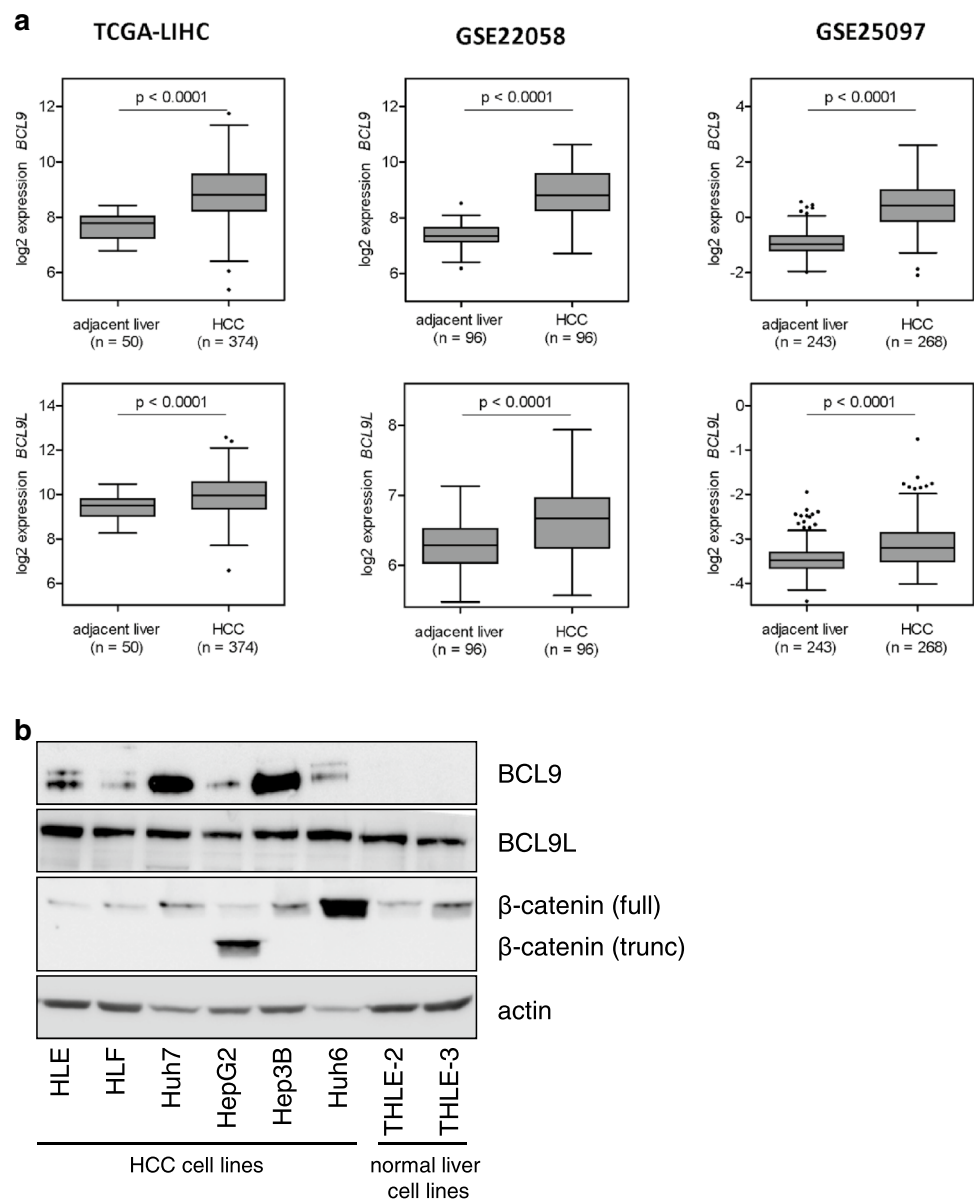 a
TCGA-LIHC
GSE22058
GSE25097
p < 0.0001
12
10
8
6
log2 expression BCL9
adjacent liver
(n = 50)
HCC
(n = 374)
p < 0.0001
12
10
8
6
log2 expression BCL9
adjacent liver
(n = 96)
HCC
(n = 96)
p < 0.0001
4
2
0
-2
log2 expression BCL9
adjacent liver
(n = 243)
HCC
(n = 268)
p < 0.0001
14
12
10
8
6
log2 expression BCL9L
adjacent liver
(n = 50)
HCC
(n = 374)
p < 0.0001
8
7
6
log2 expression BCL9L
adjacent liver
(n = 96)
HCC
(n = 96)
p < 0.0001
0
-1
-2
-3
-4
log2 expression BCL9L
adjacent liver
(n = 243)
HCC
(n = 268)
b
BCL9
BCL9L
β-catenin (full)
β-catenin (trunc)
actin
HLE
HLF
Huh7
HepG2
Hep3B
Huh6
THLE-2
THLE-3
HCC cell lines
normal liver
cell lines